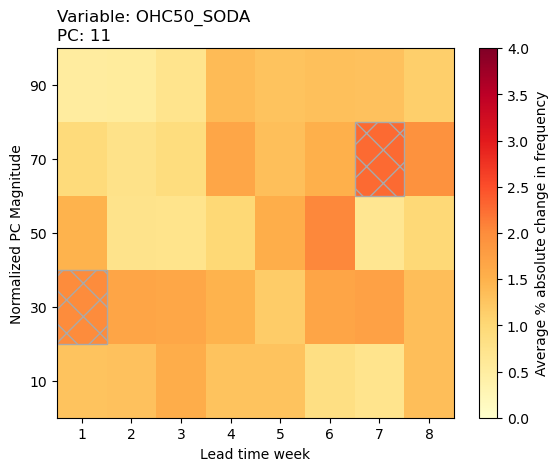 Variable: OHC50_SODA
PC: 11
Normalized PC Magnitude
90
70
50
30
10
1 2 3 4 5 6 7 8
Lead time week
4.0
3.5
3.0
2.5
2.0
1.5
1.0
0.5
0.0
Average % absolute change in frequency